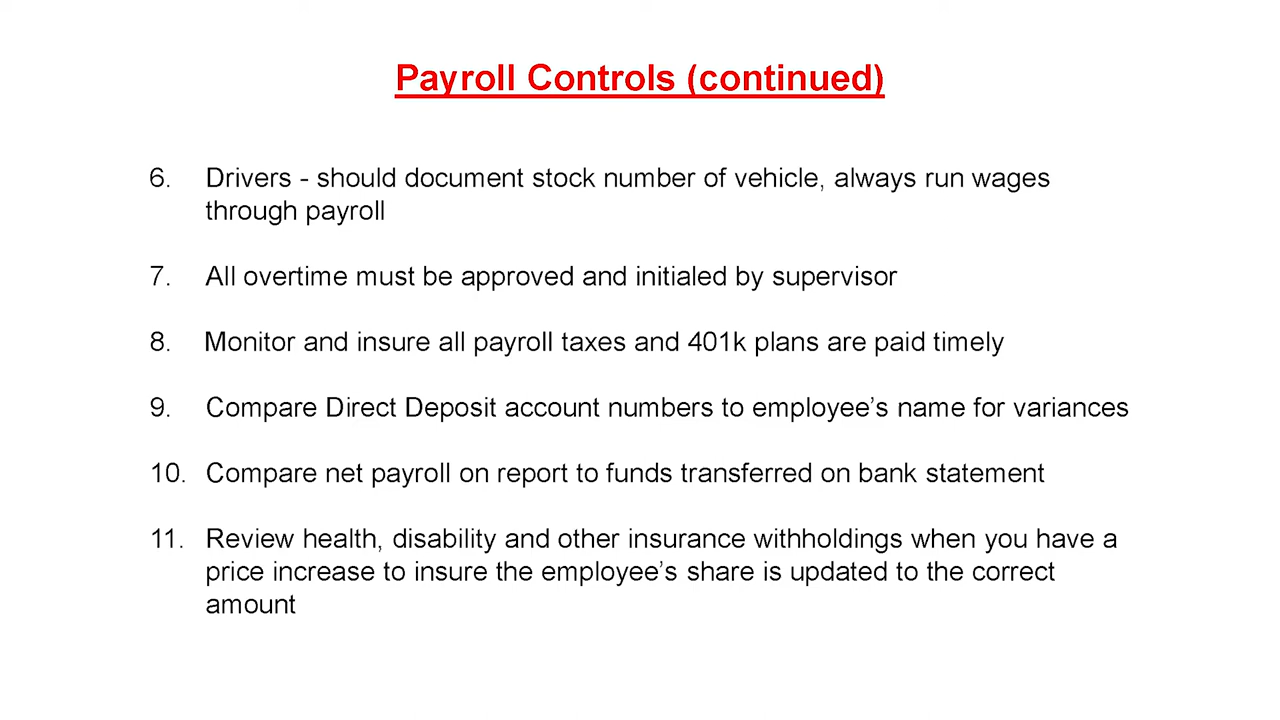 Payroll Controls (continued)
6. Drivers - should document stock number of vehicle, always run wages
through payroll
7. All overtime must be approved and initialed by supervisor
8. Monitor and insure all payroll taxes and 401k plans are paid timely
9. Compare Direct Deposit account numbers to employee’s name for variances
10. Compare net payroll on report to funds transferred on bank statement
11. Review health, disability and other insurance withholdings when you have a
price increase to insure the employee’s share is updated to the correct
amount